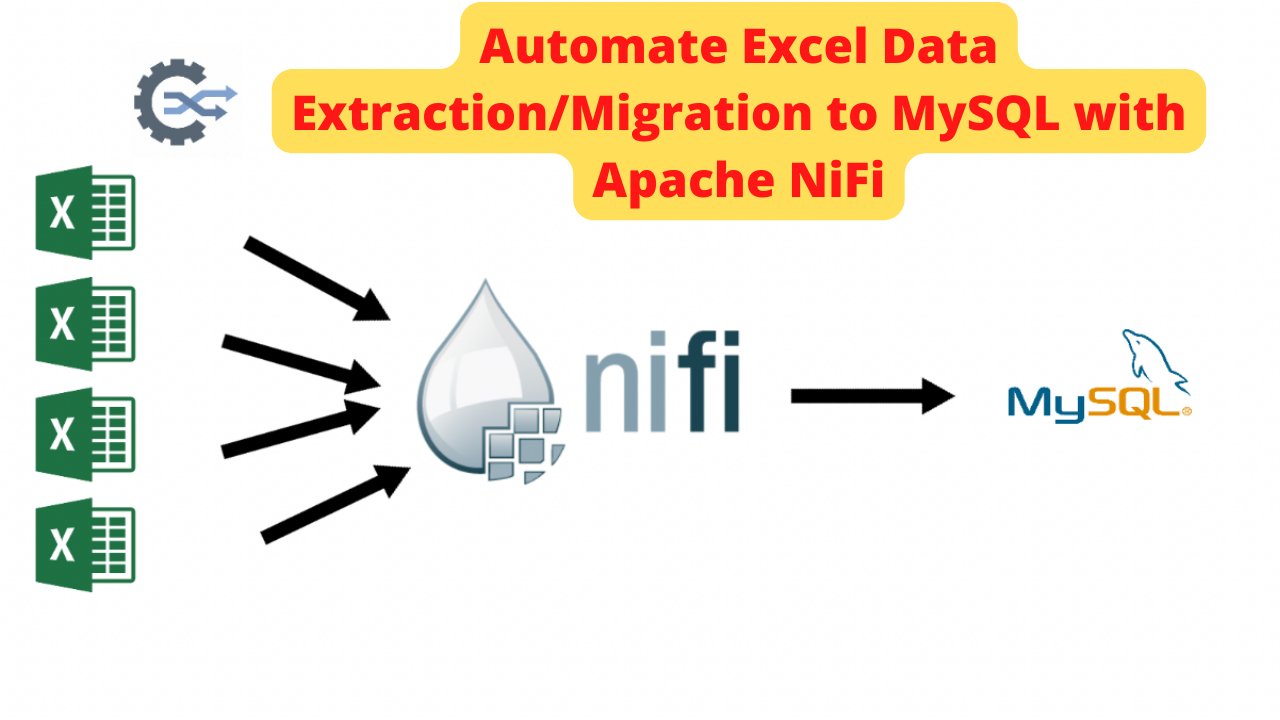 Automate Excel Data
Extraction/Migration to MySQL with
Apache NiFi
X
X
X
X
nifi
MySQL®